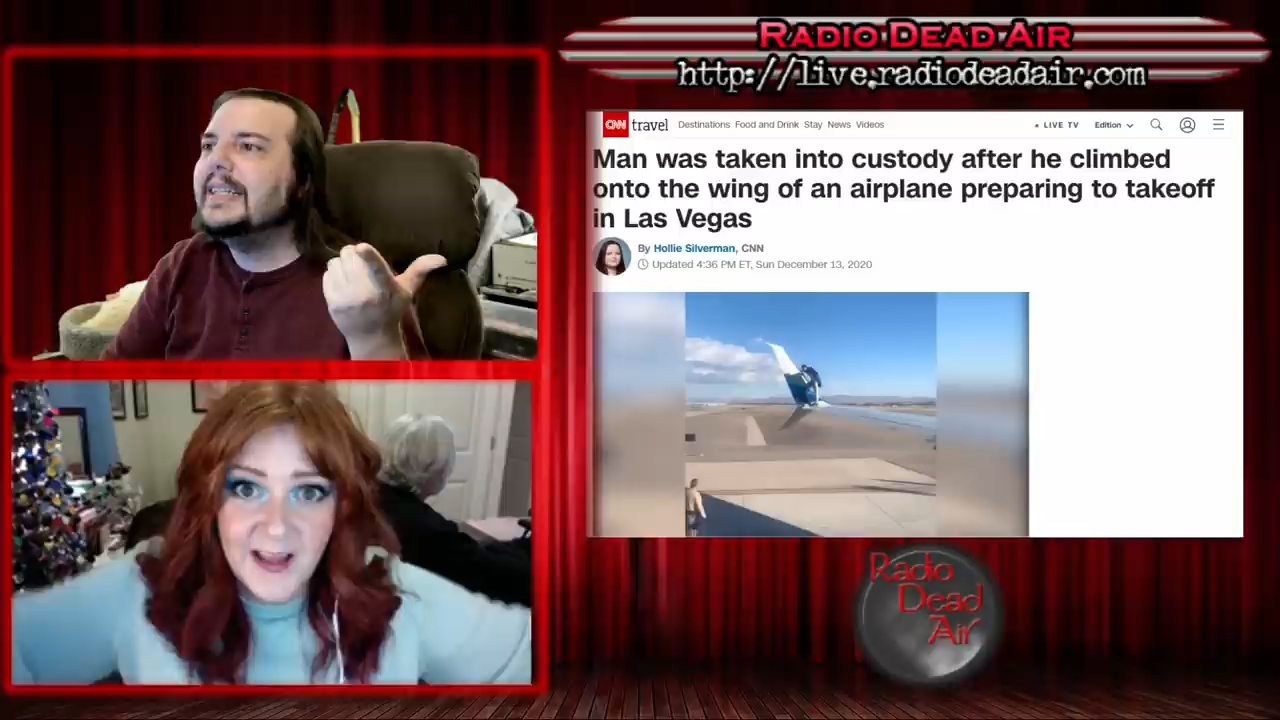 RADIO DEAD AIR
http://live.radiodeadair.com
CNN travel Destinations Food and Drink Stay News Videos • LIVE TV Edition
Man was taken into custody after he climbed
onto the wing of an airplane preparing to takeoff
in Las Vegas
By Hollie Silverman, CNN
Updated 4:36 PM ET, Sun December 13, 2020
Radio
Dead
Air